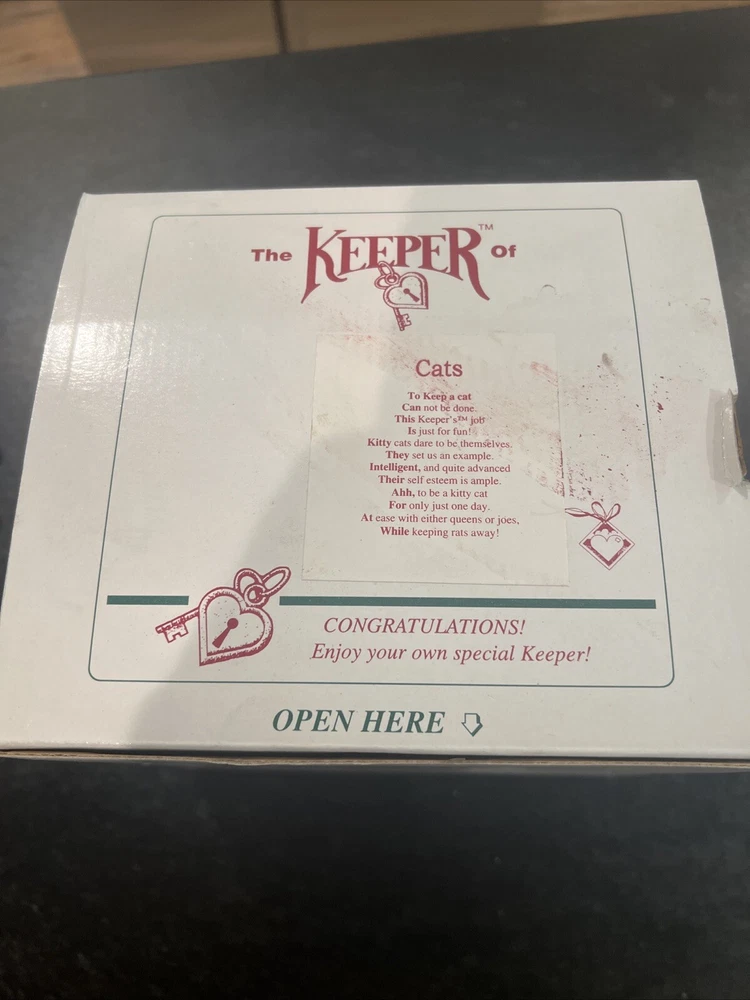 The KEEPER™ Of
Cats
To Keep a cat
Can not be done.
This Keeper's™ job
Is just for fun!
Kitty cats dare to be themselves.
They set us an example.
Intelligent, and quite advanced
Their self esteem is ample.
Ahh, to be a kitty cat
For only just one day.
At ease with either queens or joes,
While keeping rats away!
CONGRATULATIONS!
Enjoy your own special Keeper!
OPEN HERE